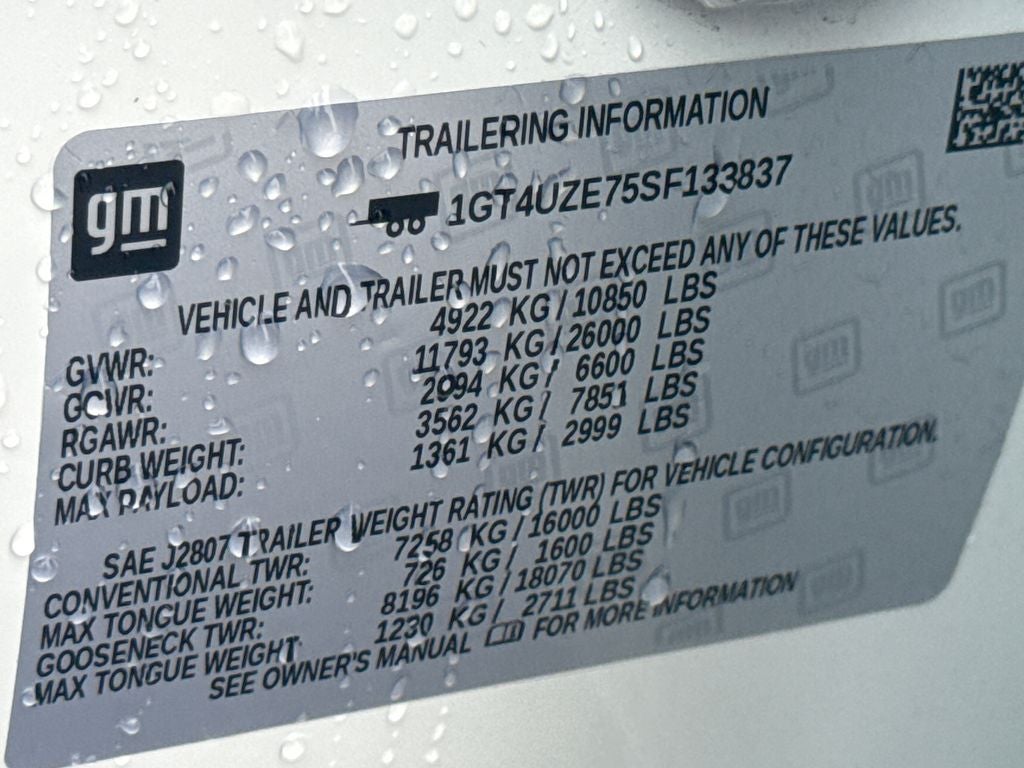 gm
TRAILERING INFORMATION
1GT4UZE75SF133837
VEHICLE AND TRAILER MUST NOT EXCEED ANY OF THESE VALUES.
GVWR: 4922 KG / 10850 LBS
GCWR: 11793 KG / 26000 LBS
RGAWR: 2994 KG / 6600 LBS
CURB WEIGHT: 3562 KG / 7851 LBS
MAX PAYLOAD: 1361 KG / 2999 LBS
SAE J2807 TRAILER WEIGHT RATING (TWR) FOR VEHICLE CONFIGURATION.
CONVENTIONAL TWR: 7258 KG / 16000 LBS
MAX TONGUE WEIGHT: 726 KG / 1600 LBS
GOOSENECK TWR: 8196 KG / 18070 LBS
MAX TONGUE WEIGHT 1230 KG / 2711 LBS
SEE OWNER'S MANUAL FOR MORE INFORMATION